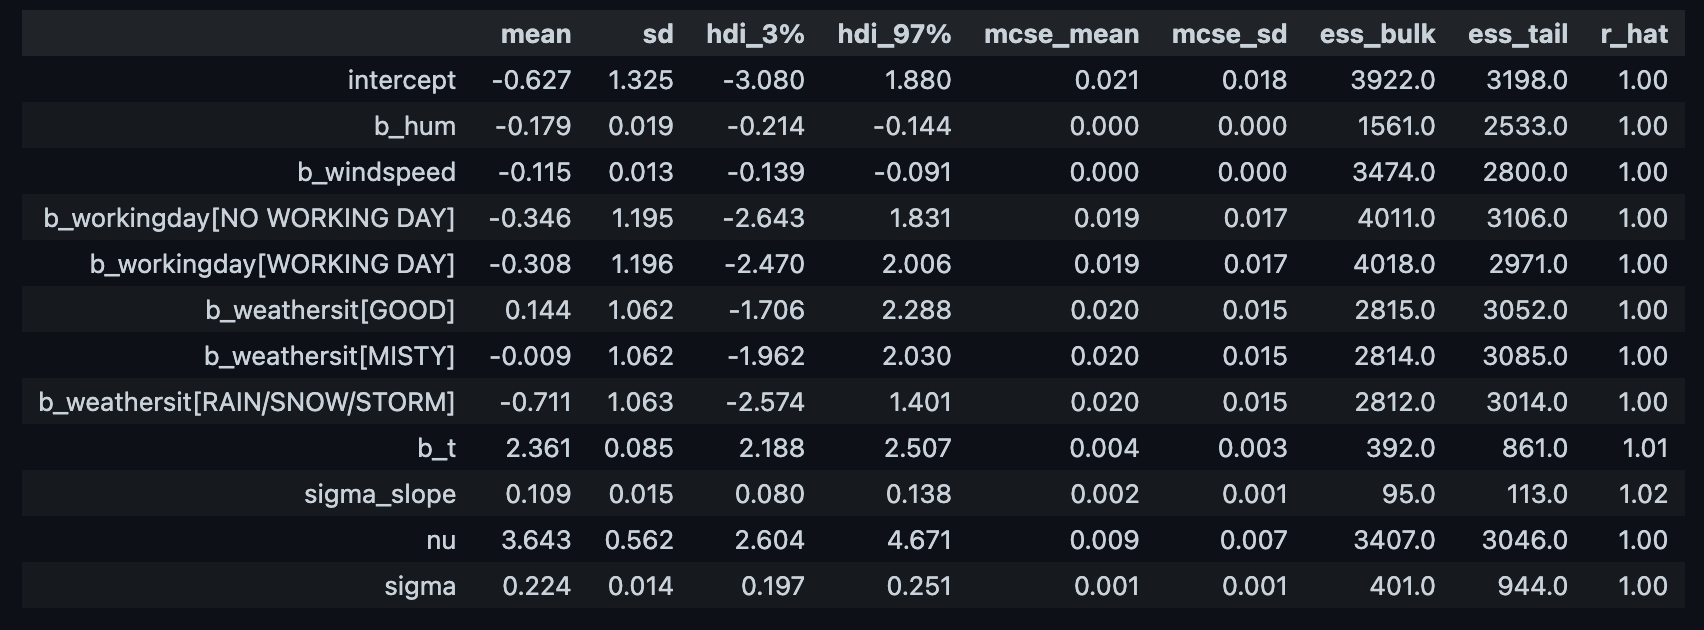 mean sd hdi_3% hdi_97% mcse_mean mcse_sd ess_bulk ess_tail r_hat
intercept -0.627 1.325 -3.080 1.880 0.021 0.018 3922.0 3198.0 1.00
b_hum -0.179 0.019 -0.214 -0.144 0.000 0.000 1561.0 2533.0 1.00
b_windspeed -0.115 0.013 -0.139 -0.091 0.000 0.000 3474.0 2800.0 1.00
b_workingday[NO WORKING DAY] -0.346 1.195 -2.643 1.831 0.019 0.017 4011.0 3106.0 1.00
b_workingday[WORKING DAY] -0.308 1.196 -2.470 2.006 0.019 0.017 4018.0 2971.0 1.00
b_weathersit[GOOD] 0.144 1.062 -1.706 2.288 0.020 0.015 2815.0 3052.0 1.00
b_weathersit[MISTY] -0.009 1.062 -1.962 2.030 0.020 0.015 2814.0 3085.0 1.00
b_weathersit[RAIN/SNOW/STORM] -0.711 1.063 -2.574 1.401 0.020 0.015 2812.0 3014.0 1.00
b_t 2.361 0.085 2.188 2.507 0.004 0.003 392.0 861.0 1.01
sigma_slope 0.109 0.015 0.080 0.138 0.002 0.001 95.0 113.0 1.02
nu 3.643 0.562 2.604 4.671 0.009 0.007 3407.0 3046.0 1.00
sigma 0.224 0.014 0.197 0.251 0.001 0.001 401.0 944.0 1.00